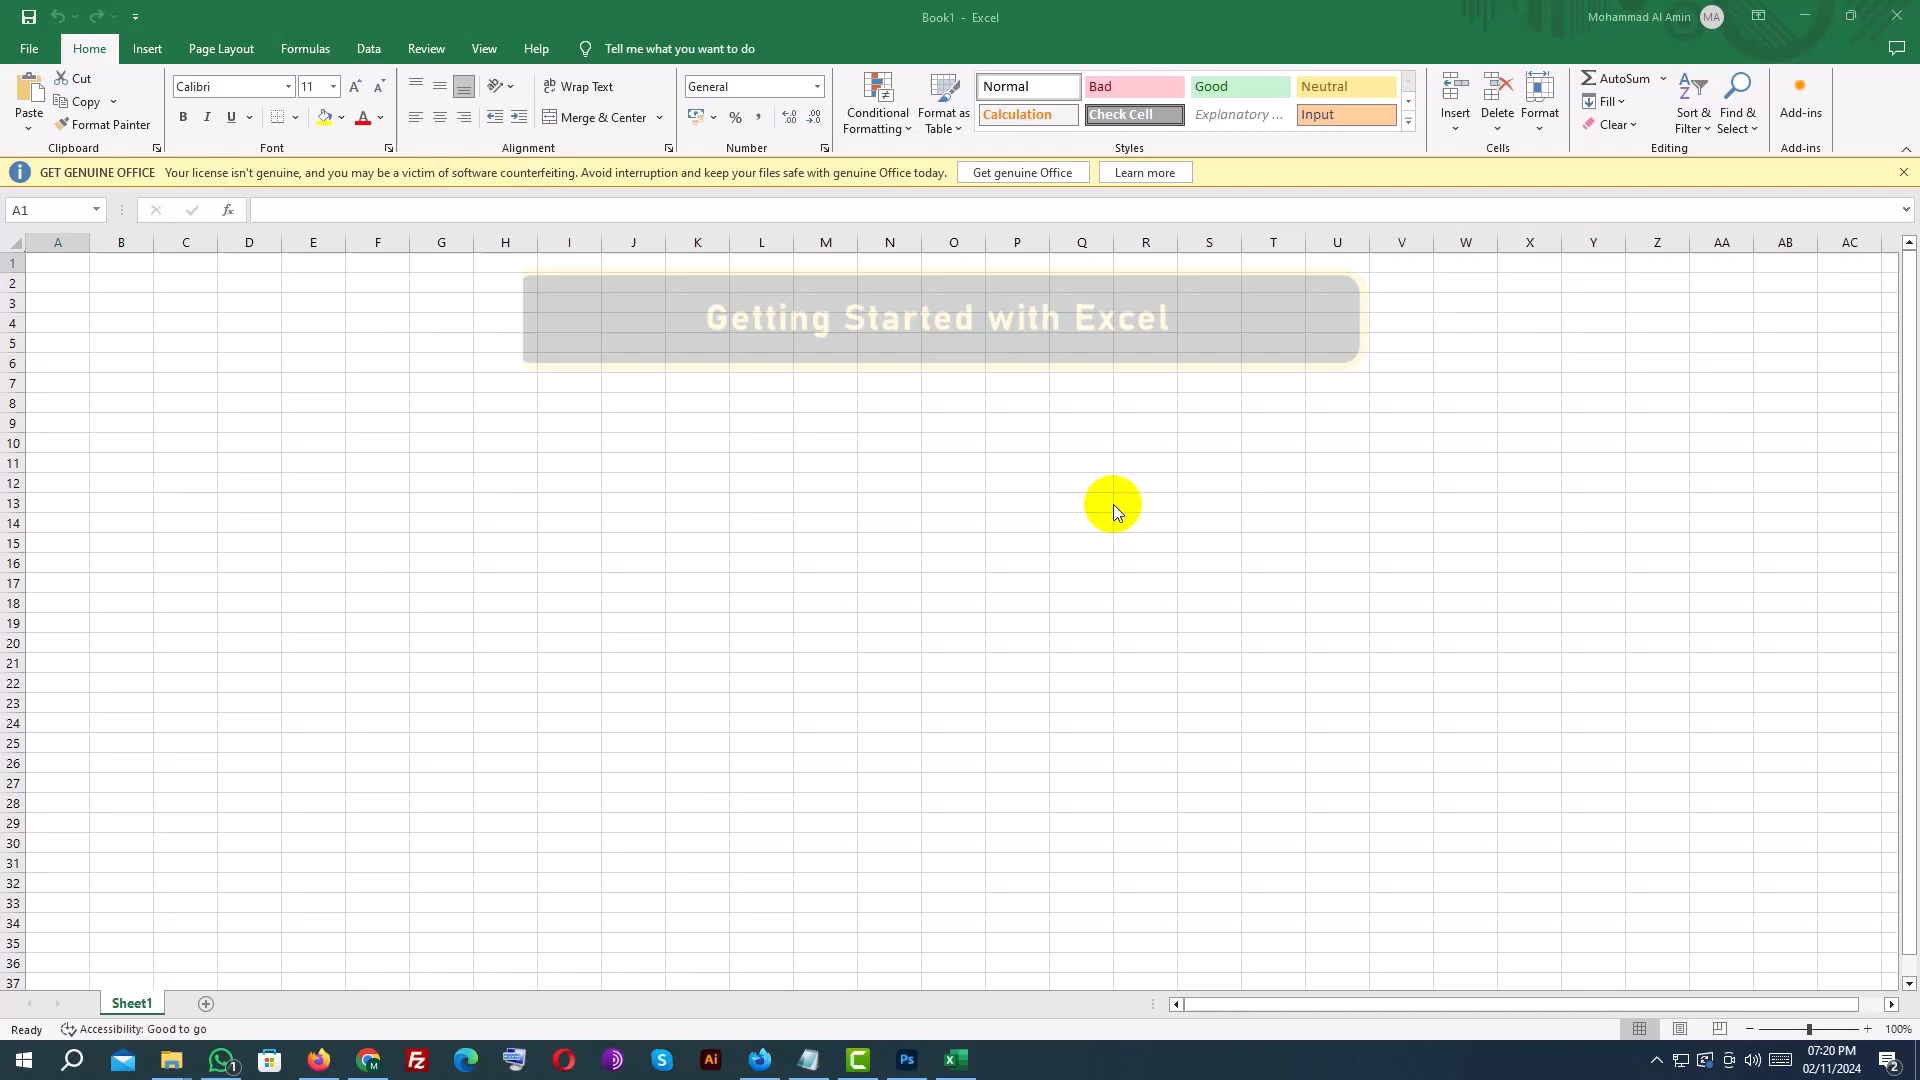 Book1 - Excel
Mohammad Al Amin MA
File Home Insert Page Layout Formulas Data Review View Help Tell me what you want to do
Paste
Cut
Copy
Format Painter
Clipboard
Calibri 11
B I U
A
Font
Wrap Text
Merge & Center
Alignment
General
%
Number
Conditional Formatting
Format as Table
Normal Bad Good Neutral
Calculation Check Cell Explanatory ... Input
Styles
Insert Delete Format
Cells
AutoSum
Fill
Clear
Sort & Filter
Find & Select
Editing
Add-ins
Add-ins
GET GENUINE OFFICE Your license isn't genuine, and you may be a victim of software counterfeiting. Avoid interruption and keep your files safe with genuine Office today. Get genuine Office Learn more
A1 fx
A B C D E F G H I J K L M N O P Q R S T U V W X Y Z AA AB AC
1
2
3
4
5
6
7
8
9
10
11
12
13
14
15
16
17
18
19
20
21
22
23
24
25
26
27
28
29
30
31
32
33
34
35
36
37
Getting Started with Excel
Sheet1
Ready Accessibility: Good to go 100%
07:20 PM
02/11/2024